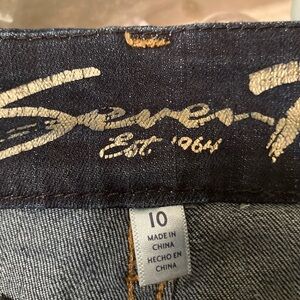 Seven7
Est. 1964
10
MADE IN
CHINA
HECHO EN
CHINA